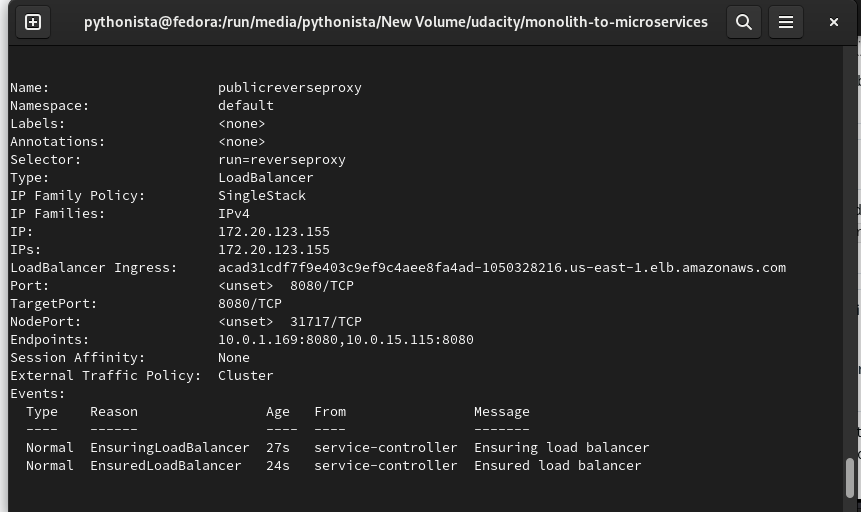 pythonista@fedora:/run/media/pythonista/New Volume/udacity/monolith-to-microservices
Name: publicreverseproxy
Namespace: default
Labels: <none>
Annotations: <none>
Selector: run=reverseproxy
Type: LoadBalancer
IP Family Policy: SingleStack
IP Families: IPv4
IP: 172.20.123.155
IPs: 172.20.123.155
LoadBalancer Ingress: acad31cdf7f9e403c9ef9c4aee8fa4ad-1050328216.us-east-1.elb.amazonaws.com
Port: <unset> 8080/TCP
TargetPort: 8080/TCP
NodePort: <unset> 31717/TCP
Endpoints: 10.0.1.169:8080,10.0.15.115:8080
Session Affinity: None
External Traffic Policy: Cluster
Events:
Type Reason Age From Message
---- ------ ---- ---- -------
Normal EnsuringLoadBalancer 27s service-controller Ensuring load balancer
Normal EnsuredLoadBalancer 24s service-controller Ensured load balancer